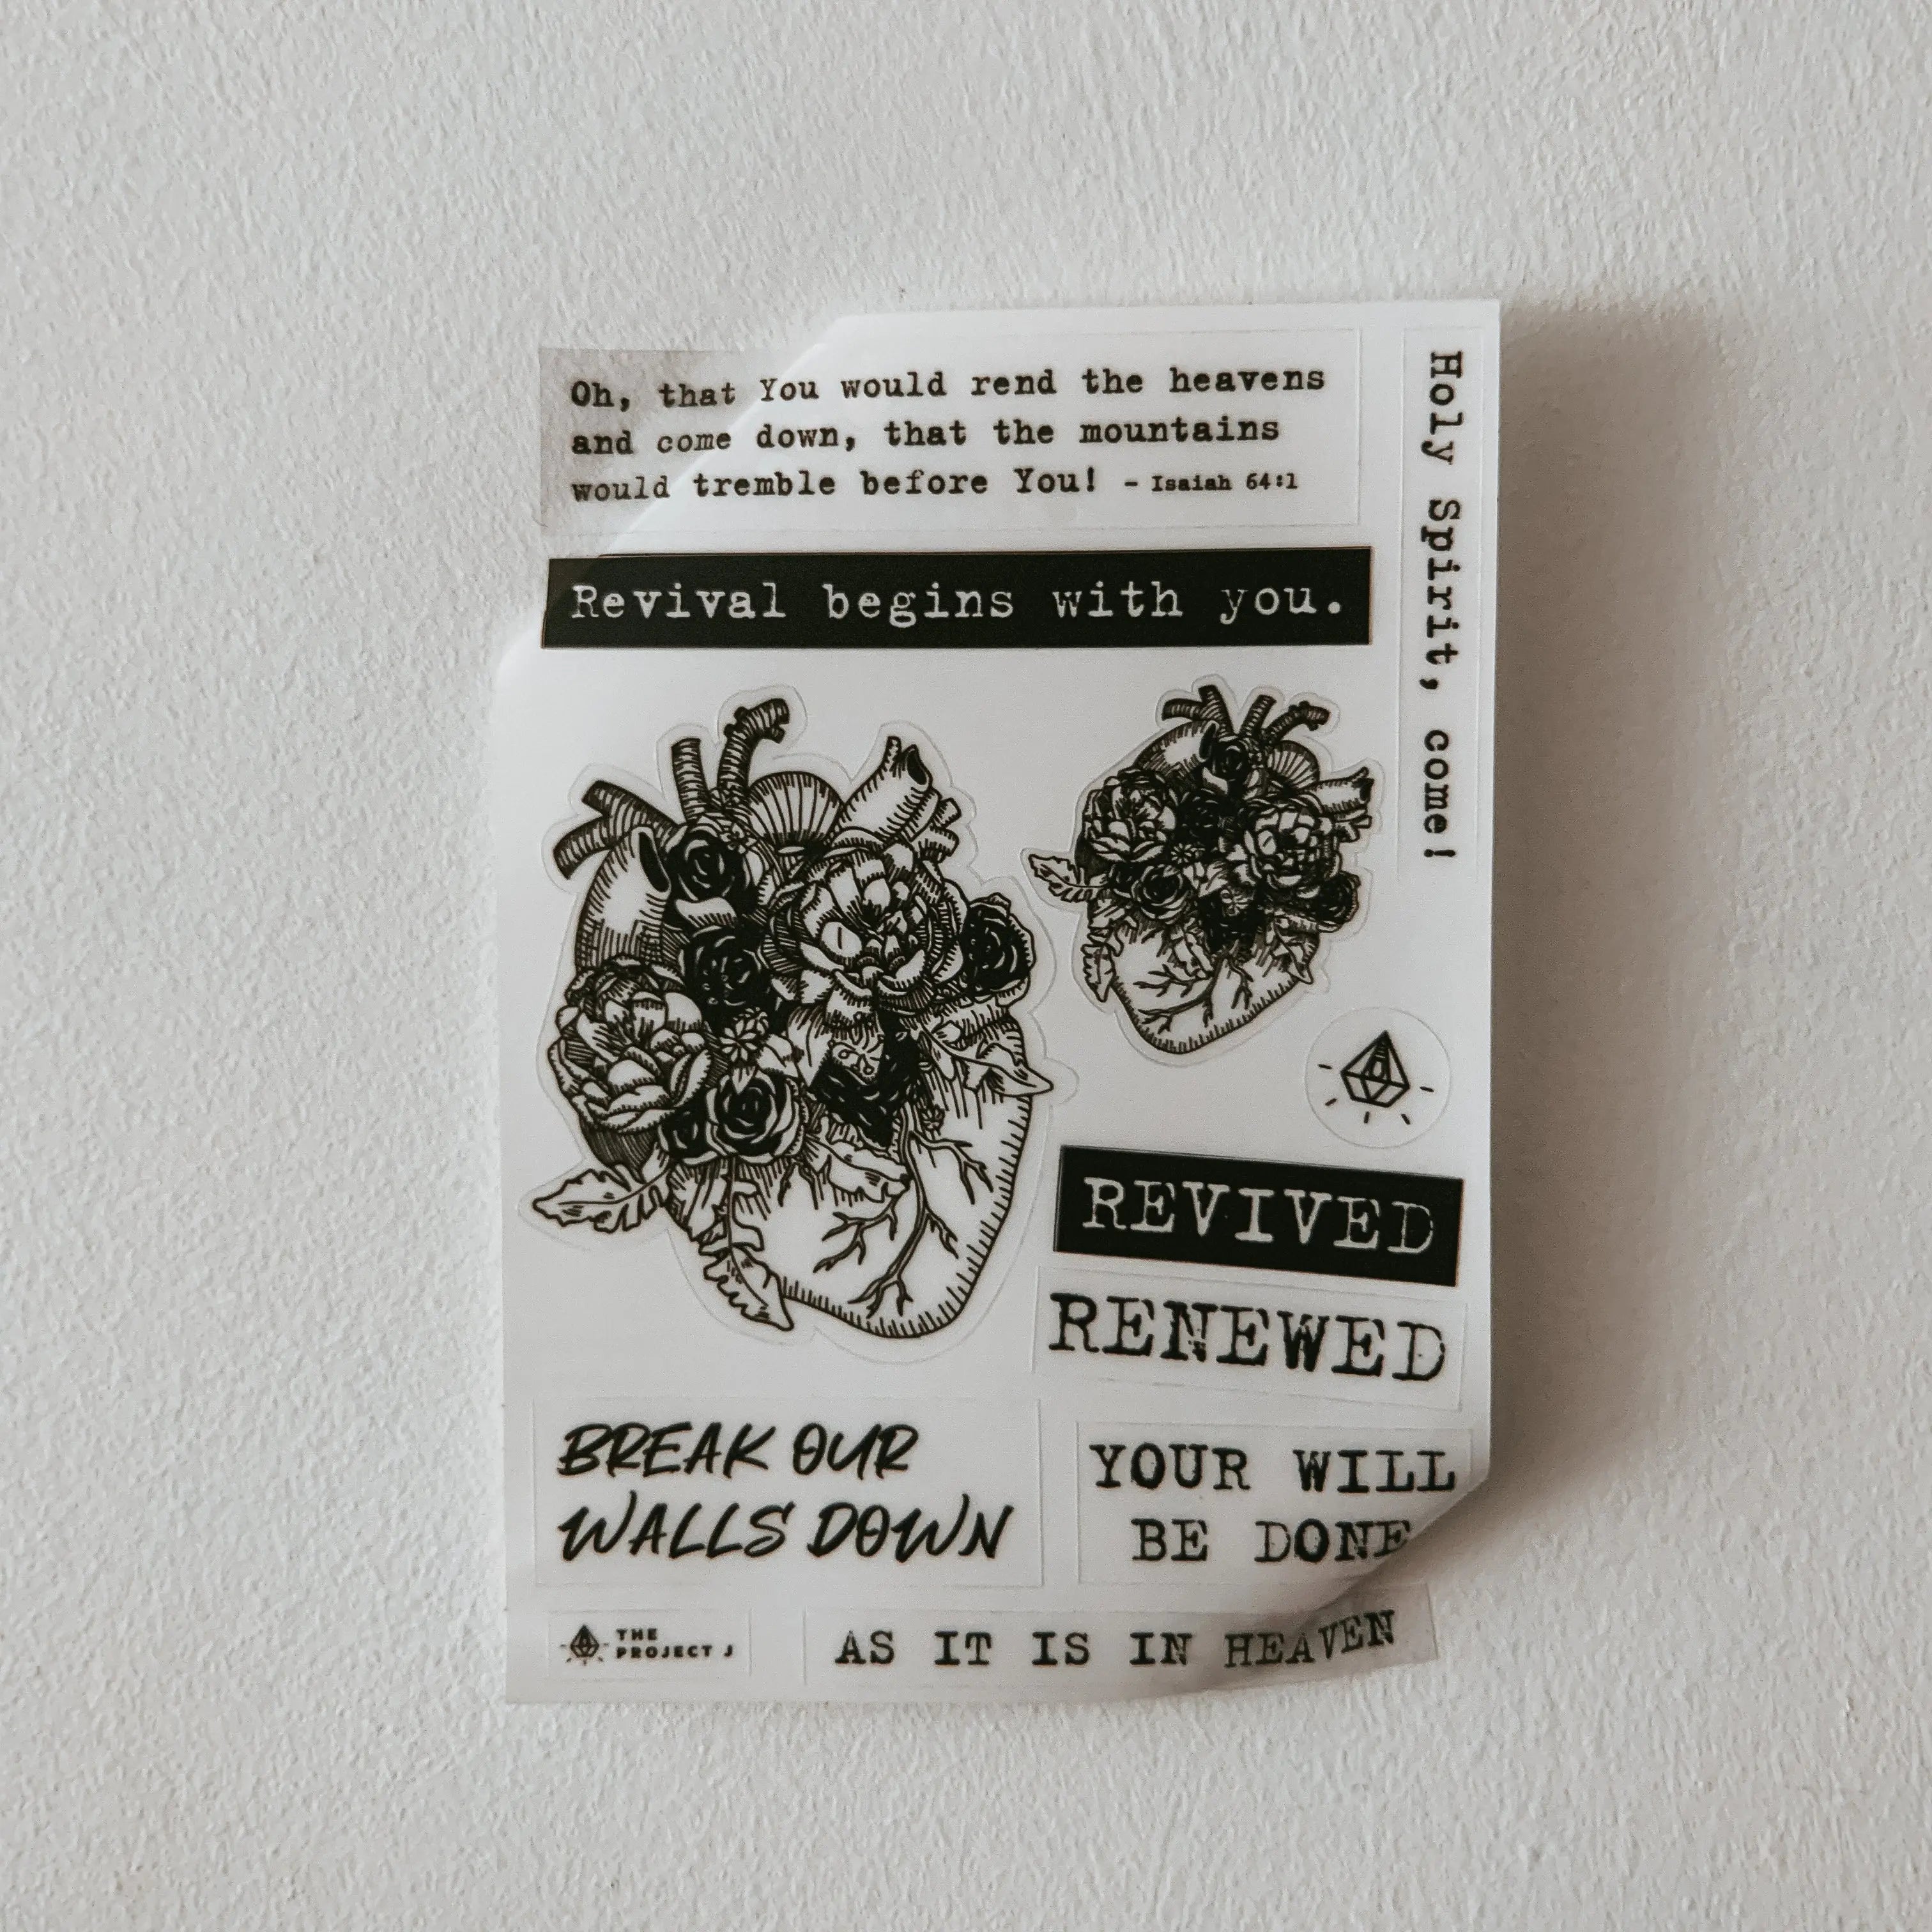 Oh, that You would rend the heavens
and come down, that the mountains
would tremble before You! - Isaiah 64:1
Holy Spirit, come!
Revival begins with you.
REVIVED
RENEWED
BREAK OUR
WALLS DOWN
YOUR WILL
BE DONE
THE
PROJECT J
AS IT IS IN HEAVEN